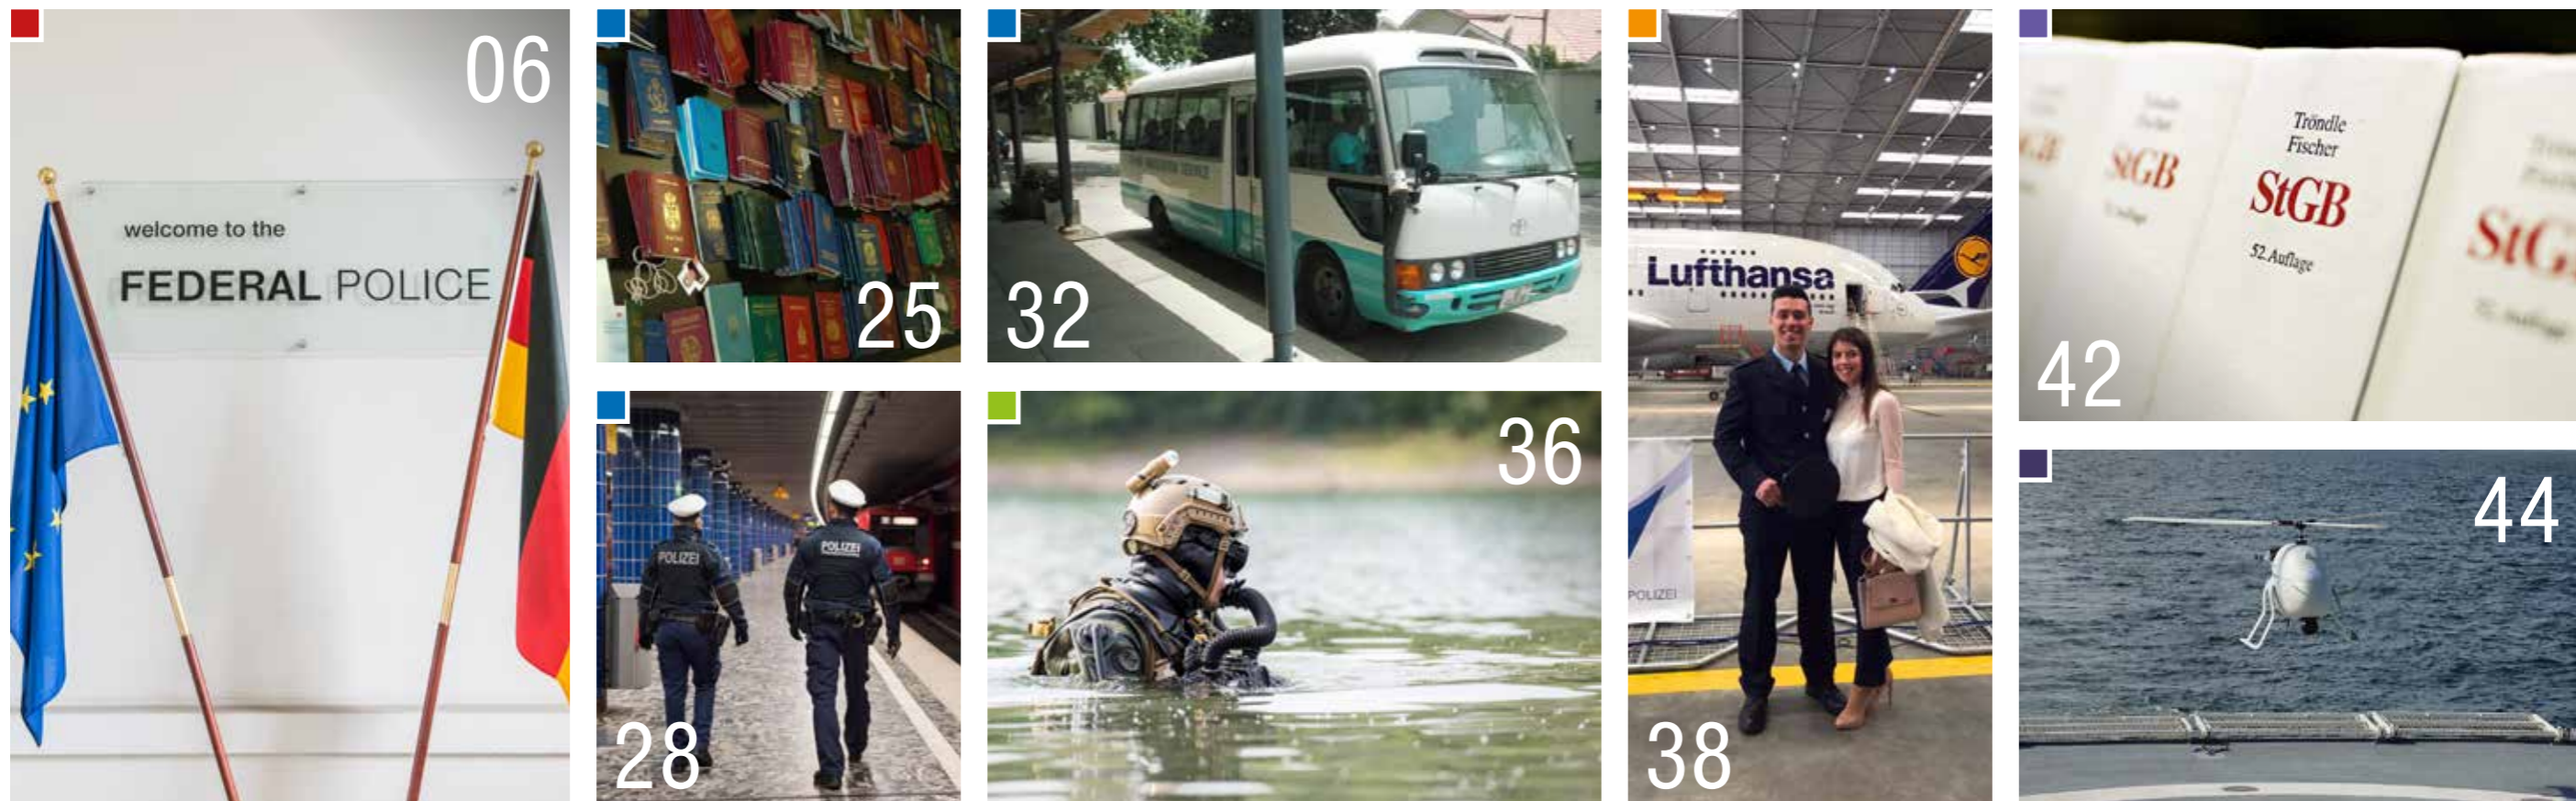 06
welcome to the
FEDERAL POLICE
25
32
28
POLIZEI
POLIZEI
36
Lufthansa
POLIZEI
38
StGB
Tröndle
Fischer
StGB
52. Auflage
42
44